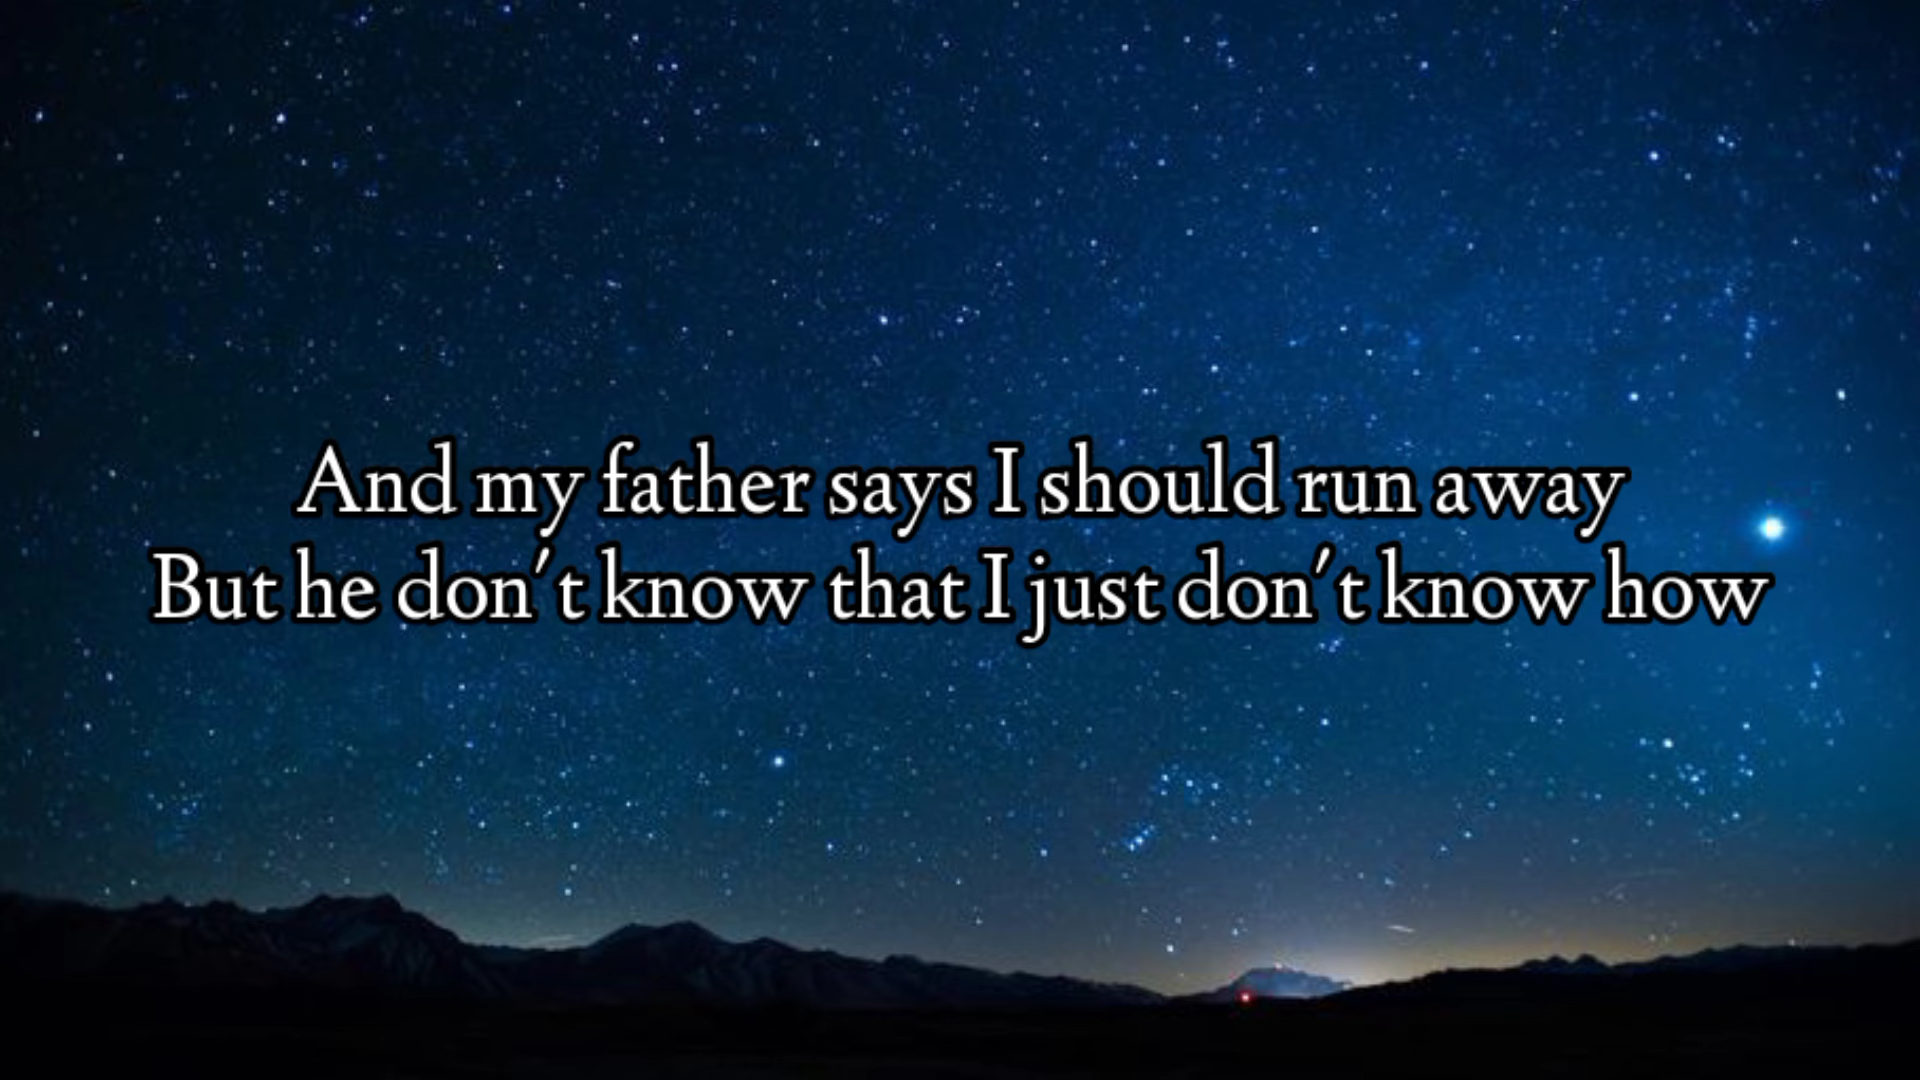 And my father says I should run away
But he don't know that I just don't know how